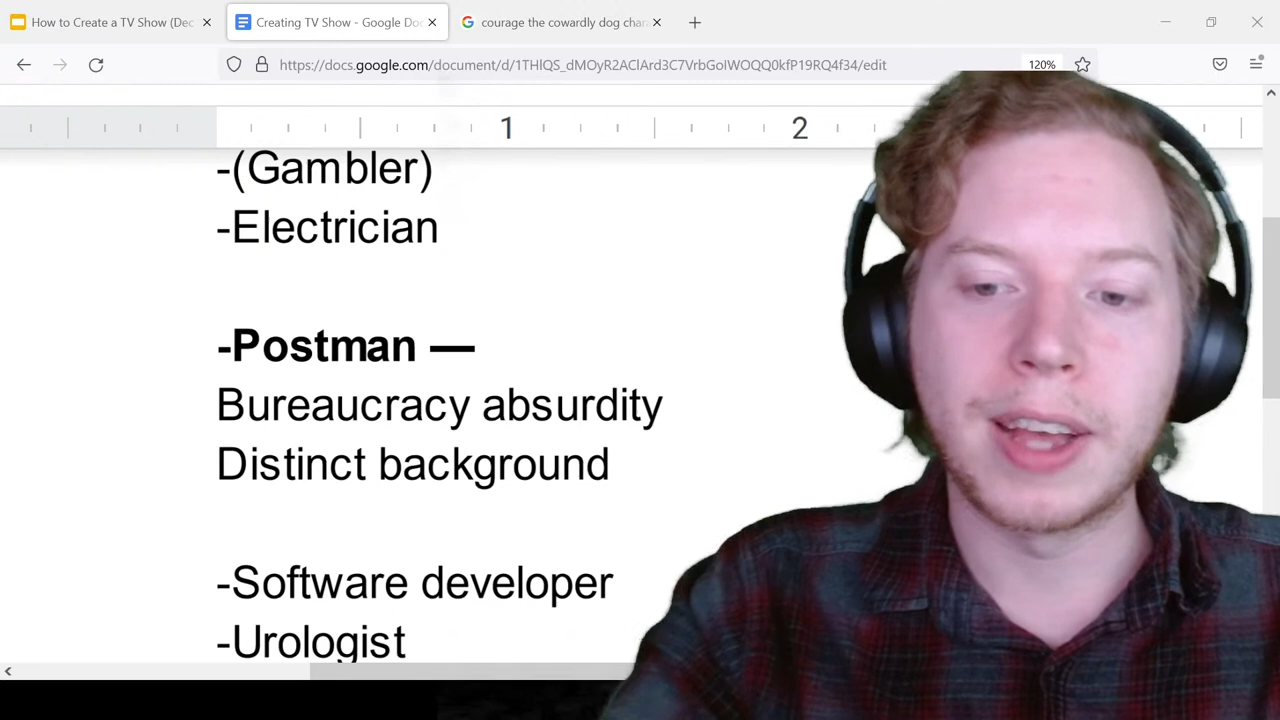 How to Create a TV Show (Dec
Creating TV Show - Google Doc
courage the cowardly dog char
https://docs.google.com/document/d/1THlQS_dMOyR2AClArd3C7VrbGoIWOQQ0kfP19RQ4f34/edit
120%
1 2
-(Gambler)
-Electrician
-Postman —
Bureaucracy absurdity
Distinct background
-Software developer
-Urologist